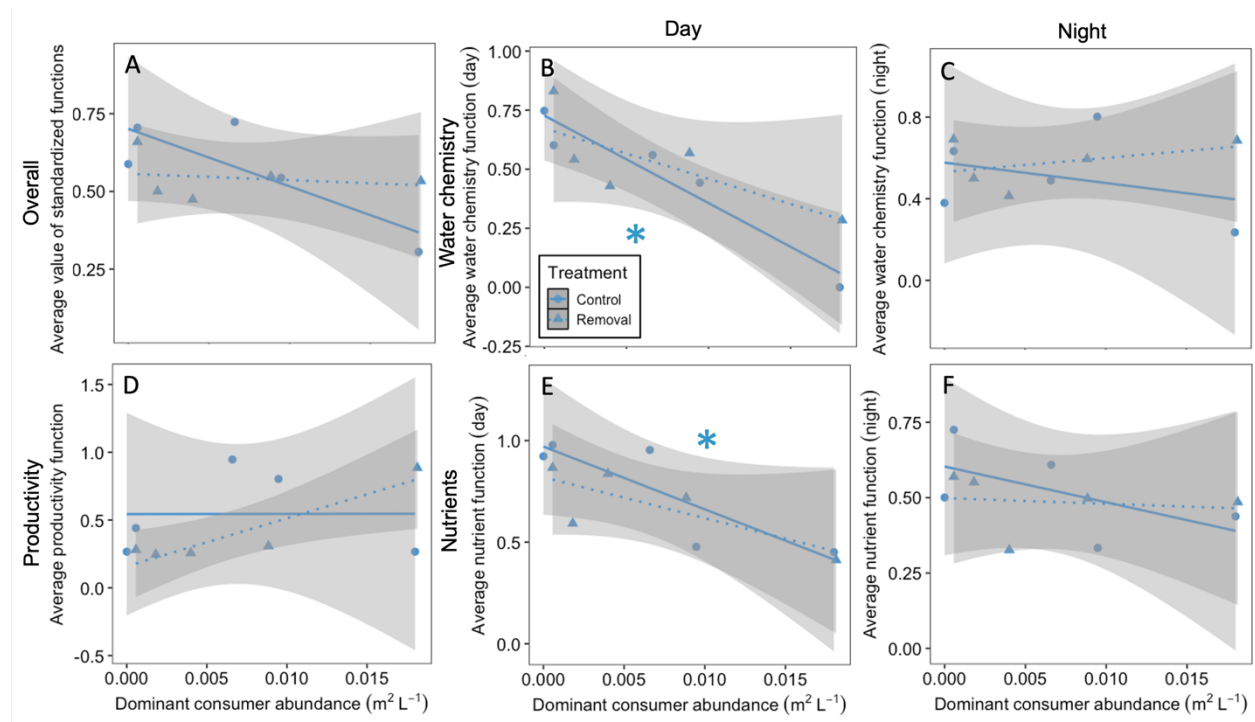 Day
Night
Overall
Average value of standardized functions
A
0.75
0.50
0.25
Water chemistry
Average water chemistry function (day)
B
1.00
0.75
0.50
0.25
0.00
-0.25
*
Treatment
Control
Removal
Average water chemistry function (night)
C
0.8
0.4
0.0
Productivity
Average productivity function
D
1.5
1.0
0.5
0.0
-0.5
0.000 0.005 0.010 0.015
Dominant consumer abundance (m² L⁻¹)
Nutrients
Average nutrient function (day)
E
1.0
0.5
0.0
*
0.000 0.005 0.010 0.015
Dominant consumer abundance (m² L⁻¹)
Average nutrient function (night)
F
0.75
0.50
0.25
0.00
0.000 0.005 0.010 0.015
Dominant consumer abundance (m² L⁻¹)